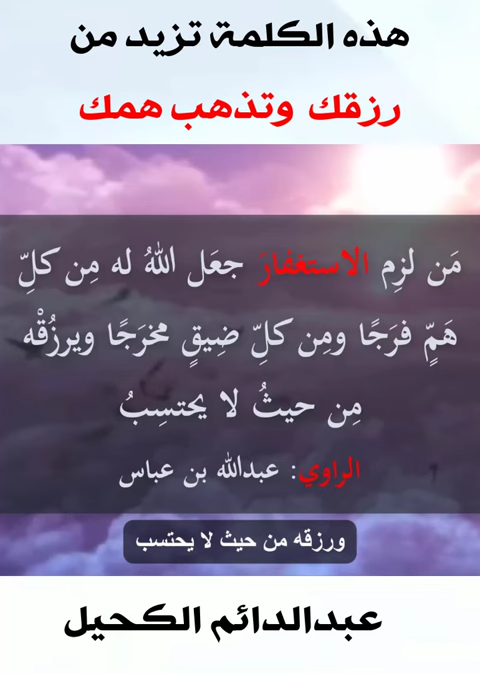 هذه الكلمة تزيد من
رزقك وتذهب همك
مَن لزِم الاستغفارَ جعَل اللهُ له مِن كلِّ
هَمٍّ فرَجًا ومِن كلِّ ضِيقٍ مخرَجًا ويرزُقْه
مِن حيثُ لا يحتسِبُ
الراوي: عبدالله بن عباس
ورزقه من حيث لا يحتسب
عبدالدائم الكحيل